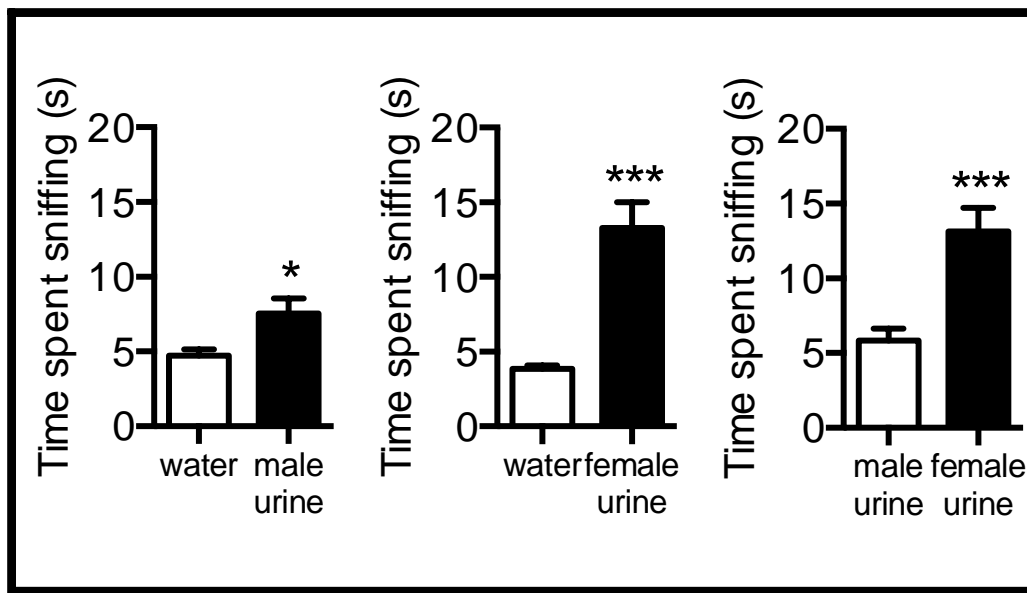 Time spent sniffing (s)
20
15
10
5
0
*
water
male
urine
Time spent sniffing (s)
20
15
10
5
0
***
water
female
urine
Time spent sniffing (s)
20
15
10
5
0
***
male
urine
female
urine